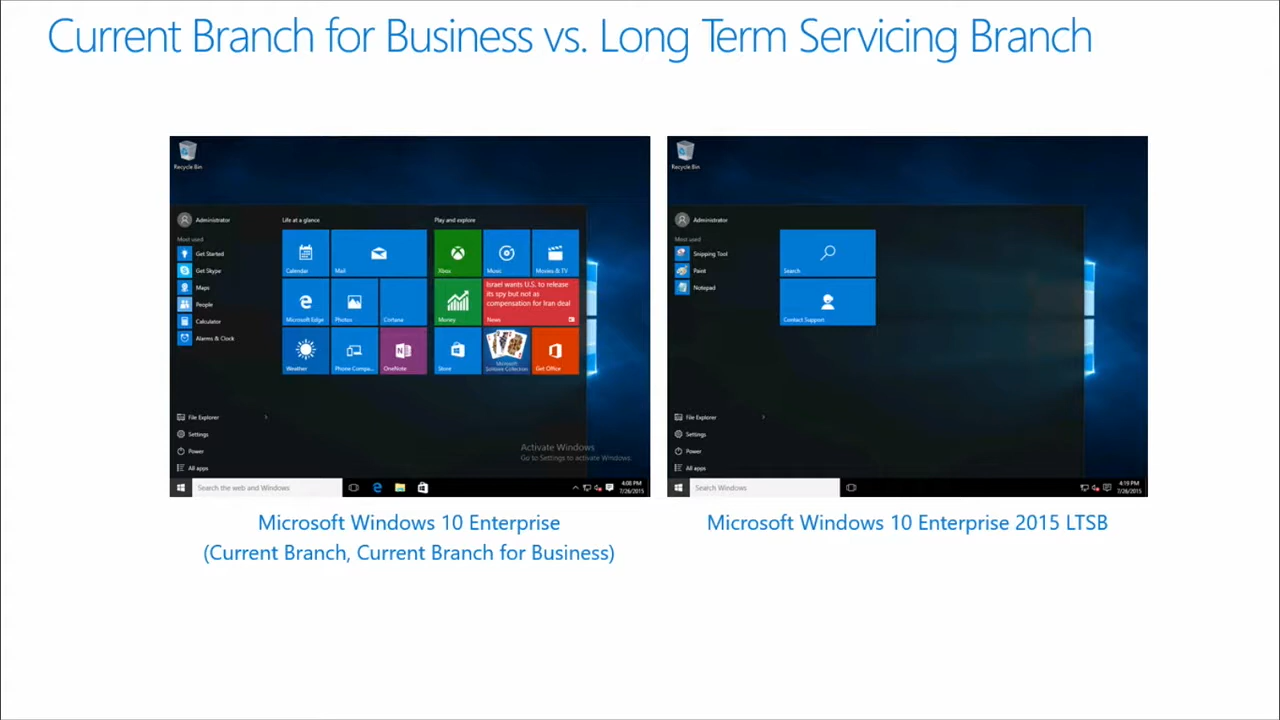 Current Branch for Business vs. Long Term Servicing Branch
Recycle Bin
Administrator
Most used
Get Started
Get Skype
Maps
People
Calculator
Alarms & Clock
File Explorer
Settings
Power
All apps
Life at a glance
Calendar
Mail
Microsoft Edge
Photos
Cortana
Weather
Phone Compa...
OneNote
Play and explore
Xbox
Music
Movies & TV
Money
Israel wants U.S. to release
its spy but not as
compensation for Iran deal
News
Store
Microsoft
Solitaire Collection
Get Office
Activate Windows
Go to Settings to activate Windows.
Search the web and Windows
4:08 PM
7/26/2015
Recycle Bin
Administrator
Most used
Snipping Tool
Paint
Notepad
File Explorer
Settings
Power
All apps
Search
Contact Support
Search Windows
4:19 PM
7/26/2015
Microsoft Windows 10 Enterprise
(Current Branch, Current Branch for Business)
Microsoft Windows 10 Enterprise 2015 LTSB